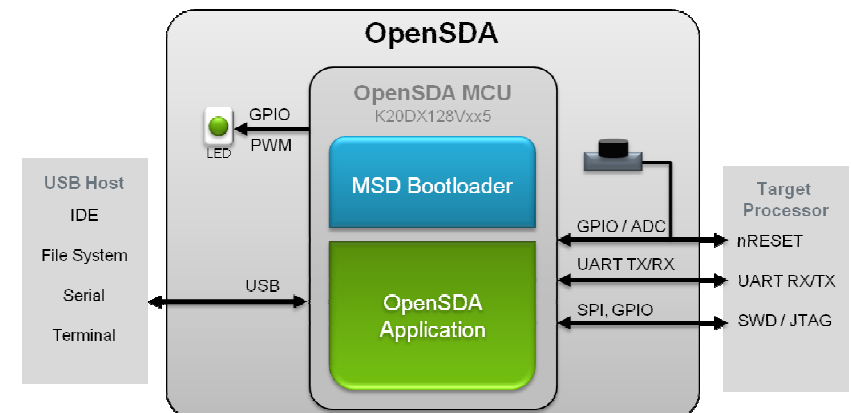 OpenSDA
OpenSDA MCU
K20DX128Vxx5
GPIO
PWM
LED
MSD Bootloader
OpenSDA
Application
USB Host
IDE
File System
Serial
Terminal
USB
GPIO / ADC
UART TX/RX
SPI, GPIO
Target
Processor
nRESET
UART RX/TX
SWD / JTAG